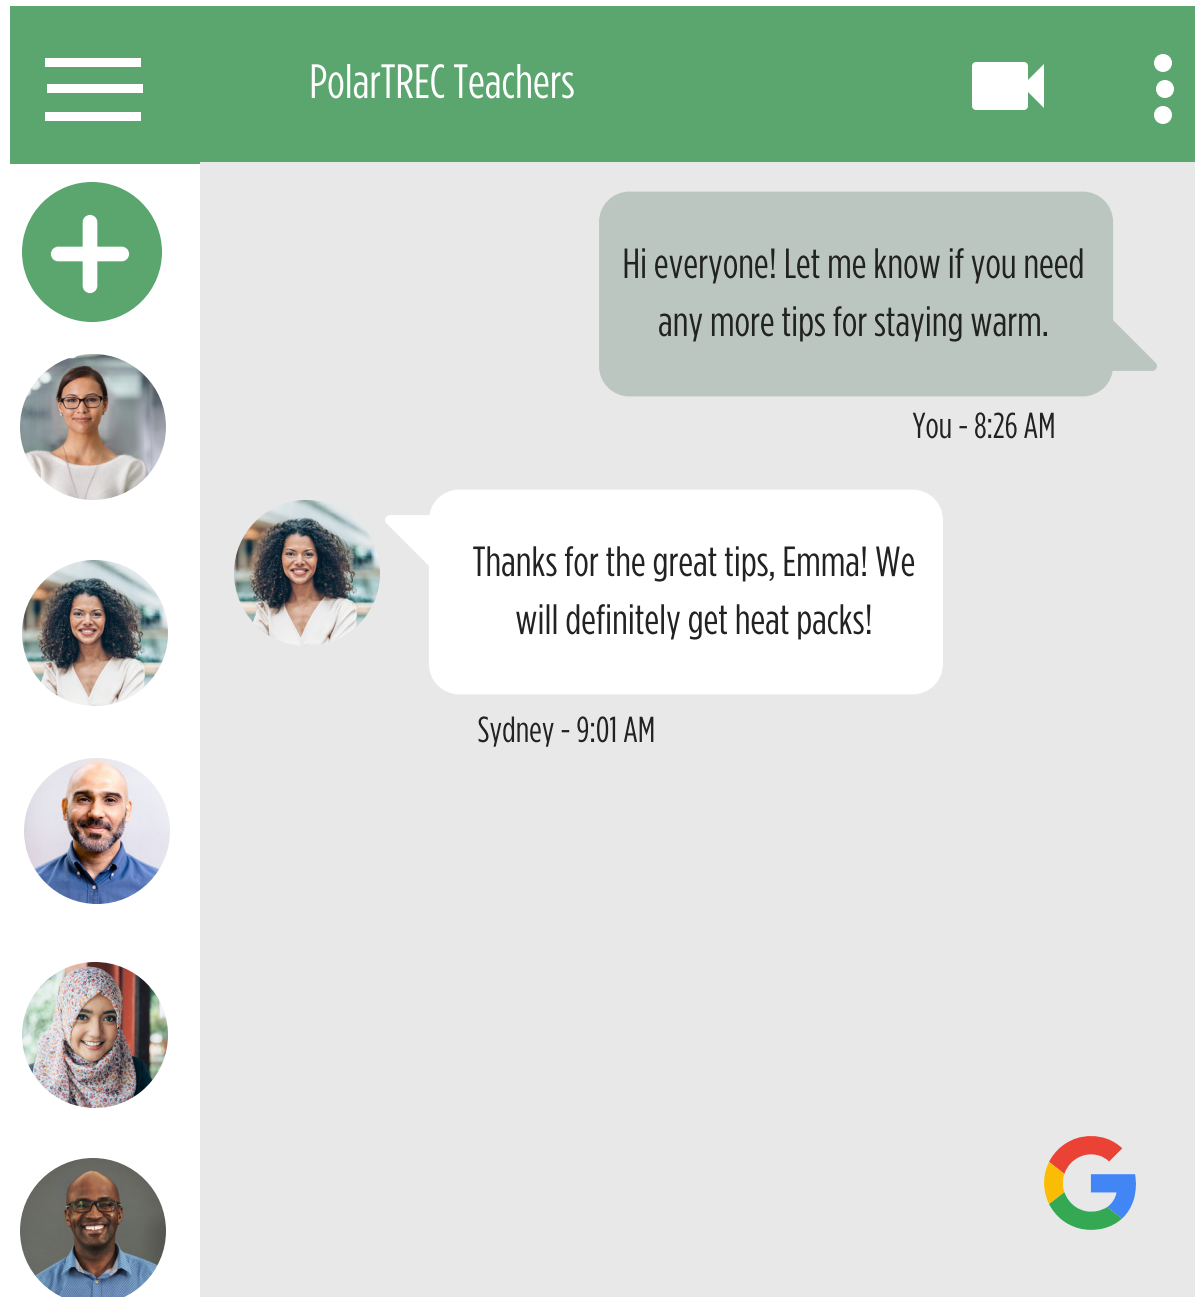 PolarTREC Teachers
Hi everyone! Let me know if you need
any more tips for staying warm.
You - 8:26 AM
Thanks for the great tips, Emma! We
will definitely get heat packs!
Sydney - 9:01 AM